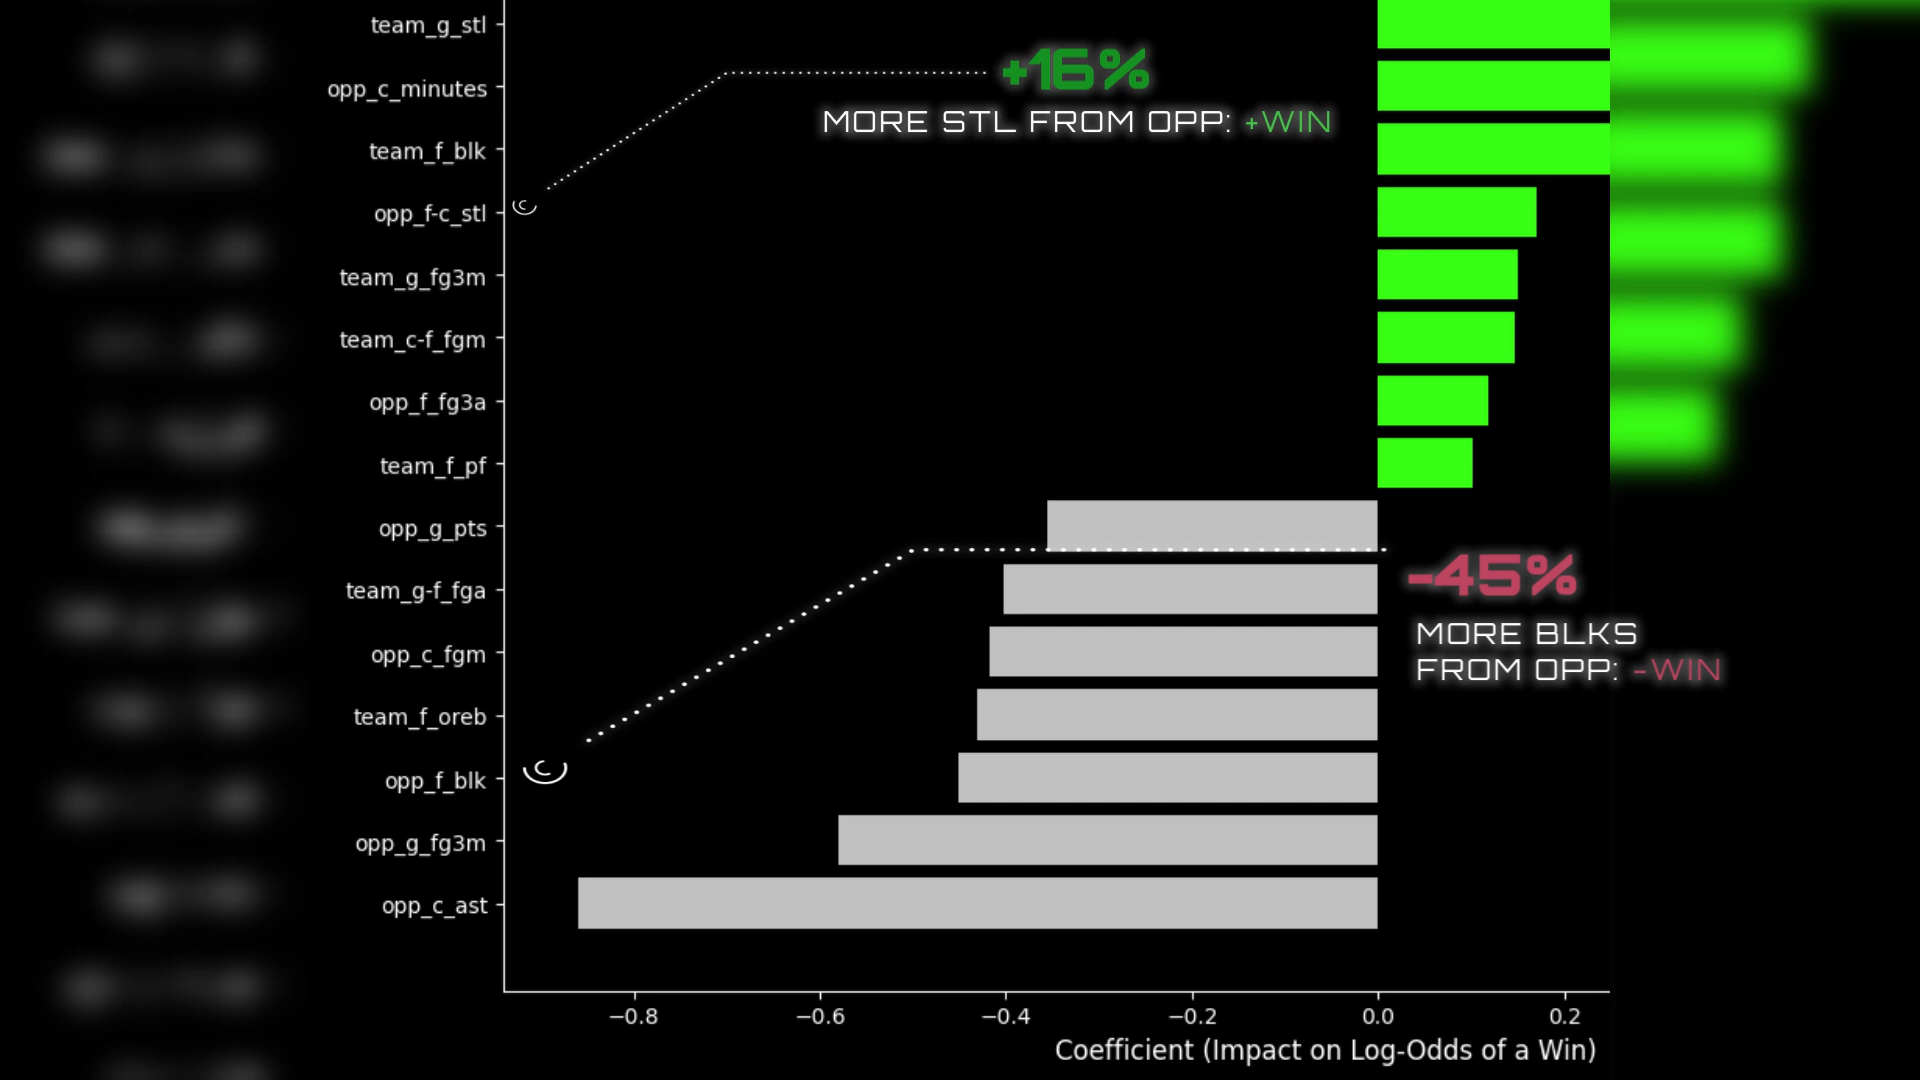 team_g_stl
+16%
opp_c_minutes
MORE STL FROM OPP: +WIN
team_f_blk
opp_f-c_stl
team_g_fg3m
team_c-f_fgm
opp_f_fg3a
team_f_pf
opp_g_pts
-45%
team_g-f_fga
MORE BLKS
opp_c_fgm
FROM OPP: -WIN
team_f_oreb
opp_f_blk
opp_g_fg3m
opp_c_ast
−0.8 −0.6 −0.4 −0.2 0.0 0.2
Coefficient (Impact on Log-Odds of a Win)